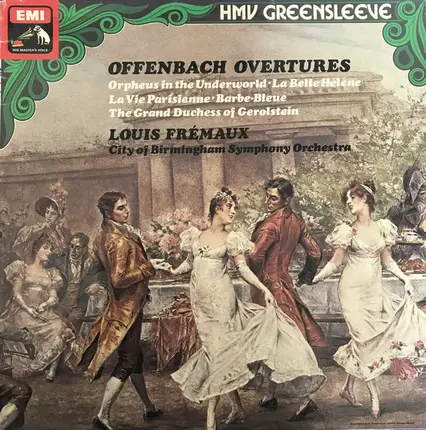 EMI
HIS MASTER'S VOICE
HMV GREENSLEEVE
OFFENBACH OVERTURES
Orpheus in the Underworld · La Belle Hélène
La Vie Parisienne · Barbe-Bleue
The Grand Duchess of Gerolstein
LOUIS FRÉMAUX
City of Birmingham Symphony Orchestra